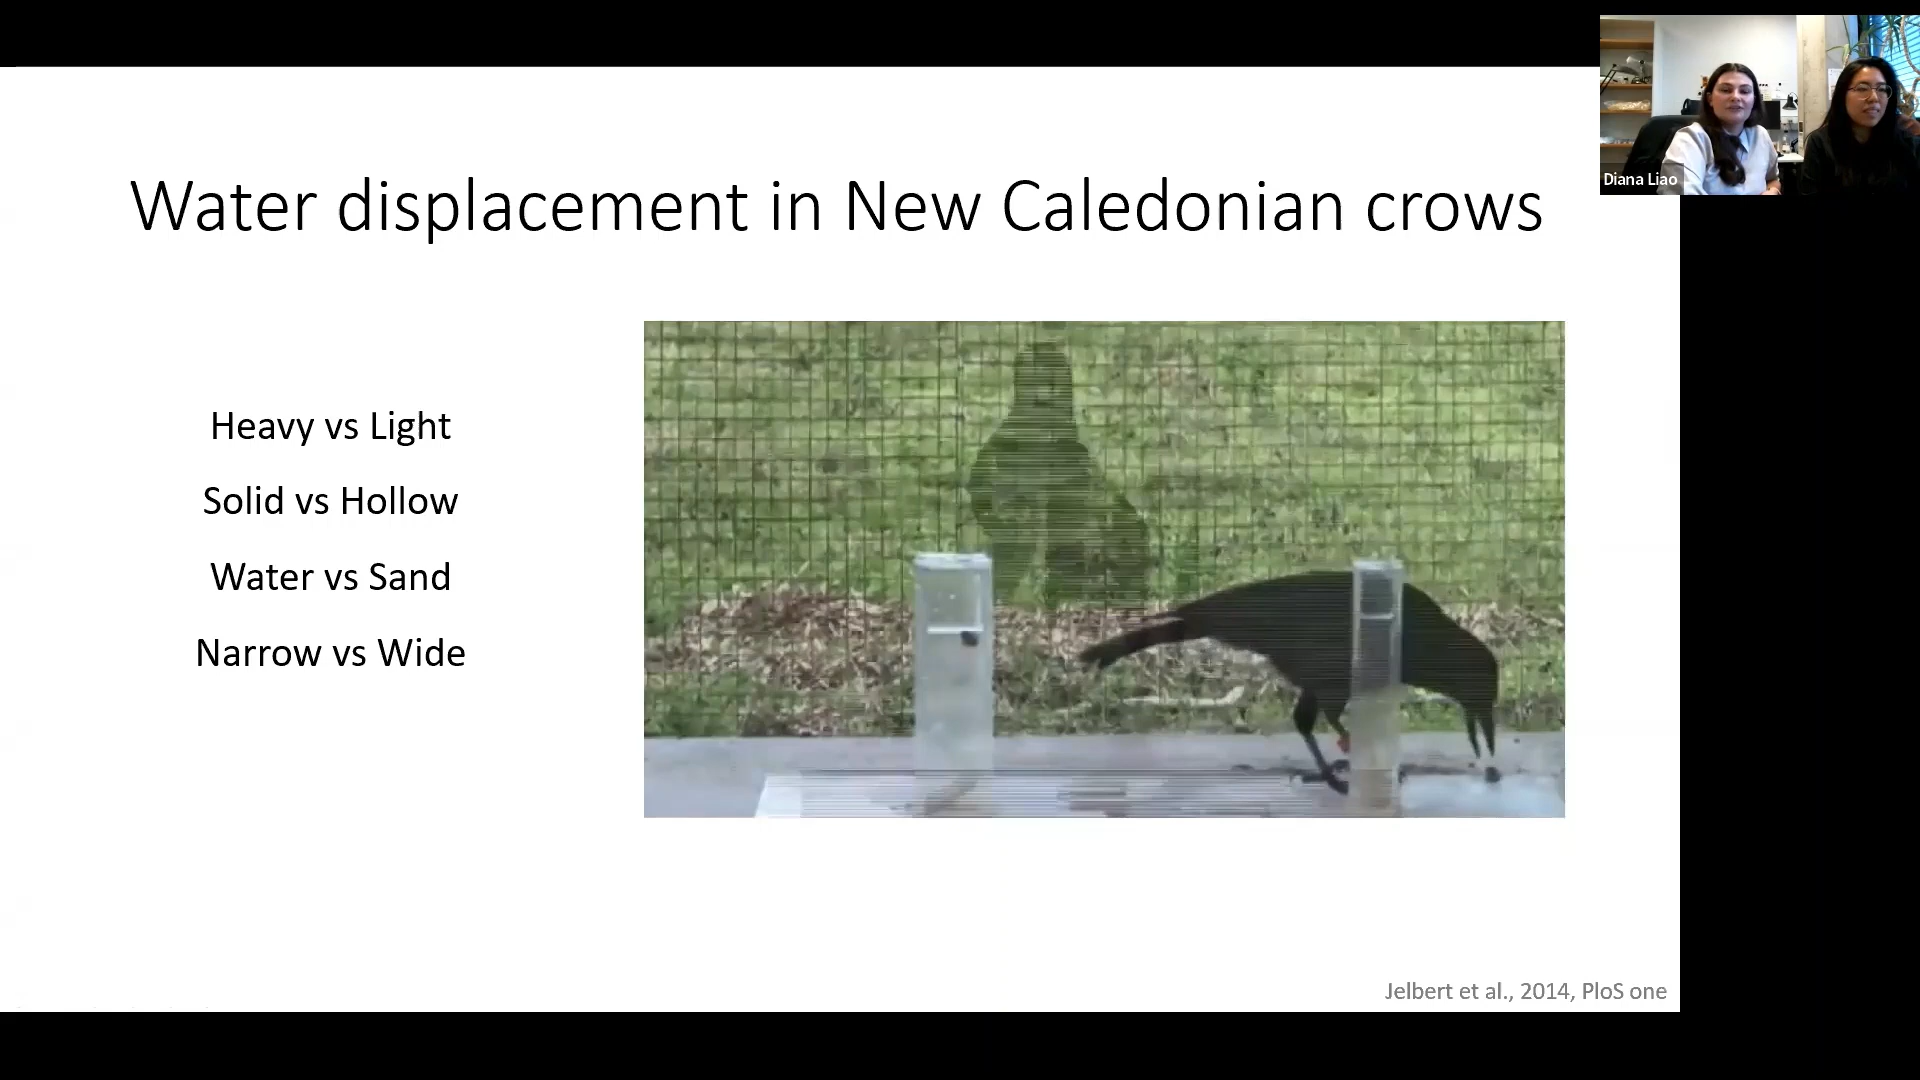 Diana Liao
Water displacement in New Caledonian crows
Heavy vs Light
Solid vs Hollow
Water vs Sand
Narrow vs Wide
Jelbert et al., 2014, PloS one